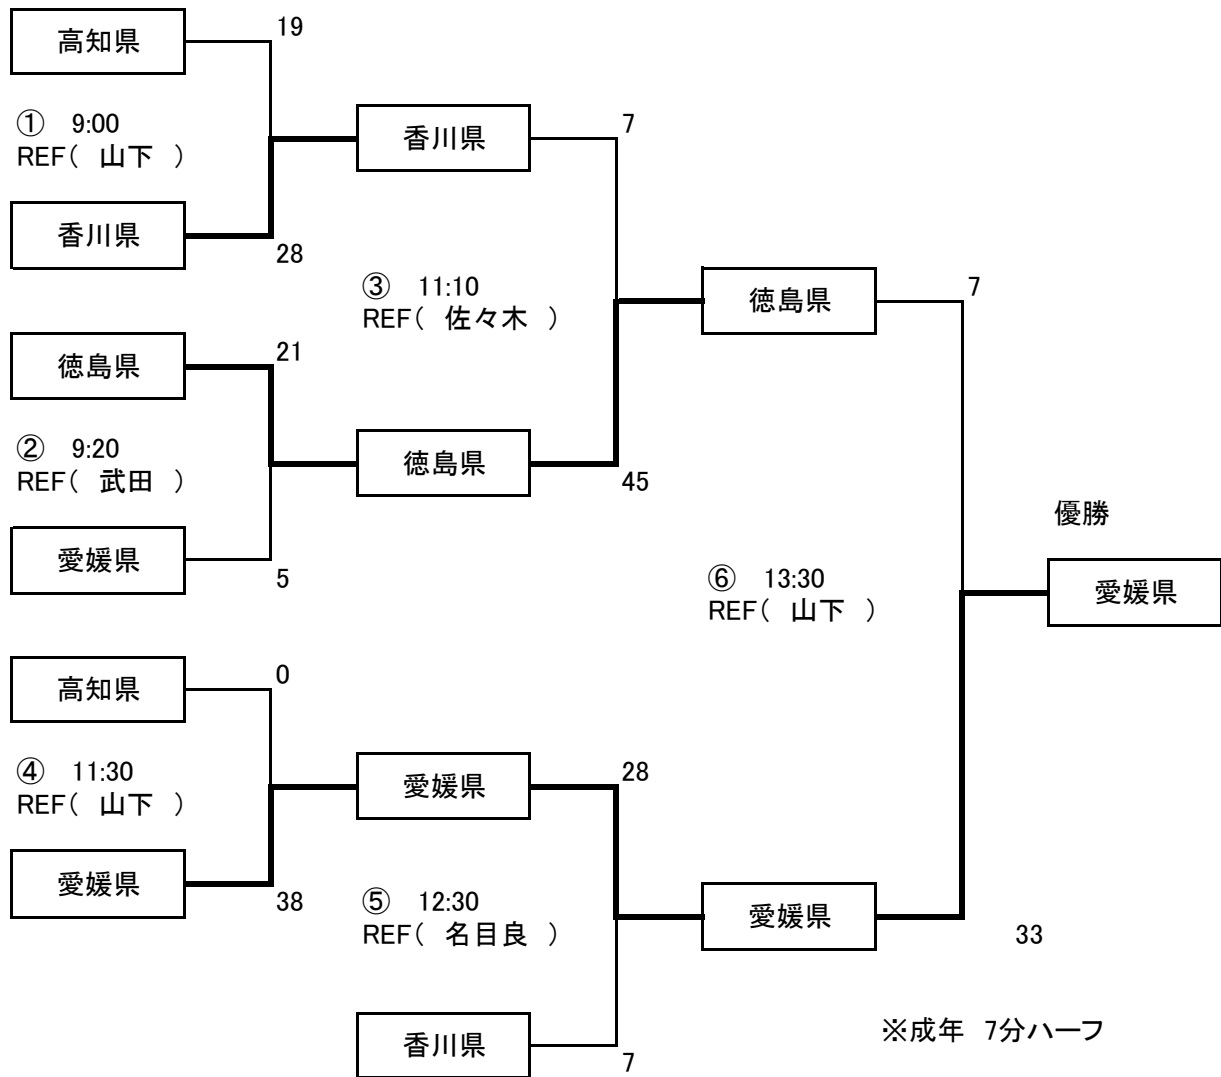 高知県
19
① 9:00
REF( 山下 )
香川県
28
香川県
7
③ 11:10
REF( 佐々木 )
徳島県
21
② 9:20
REF( 武田 )
愛媛県
5
徳島県
45
徳島県
7
⑥ 13:30
REF( 山下 )
優勝
愛媛県
高知県
0
④ 11:30
REF( 山下 )
愛媛県
38
愛媛県
28
⑤ 12:30
REF( 名目良 )
香川県
7
愛媛県
33
※成年 7分ハーフ